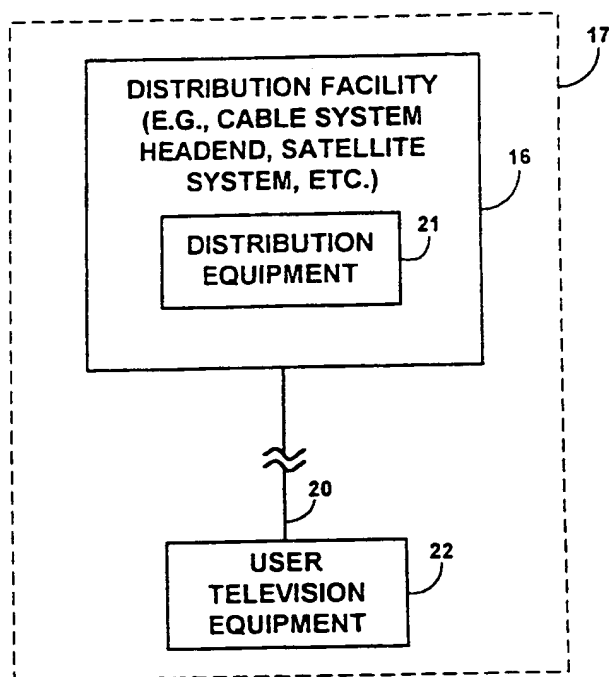 17
DISTRIBUTION FACILITY
(E.G., CABLE SYSTEM
HEADEND, SATELLITE
SYSTEM, ETC.)
16
21
DISTRIBUTION
EQUIPMENT
20
22
USER
TELEVISION
EQUIPMENT